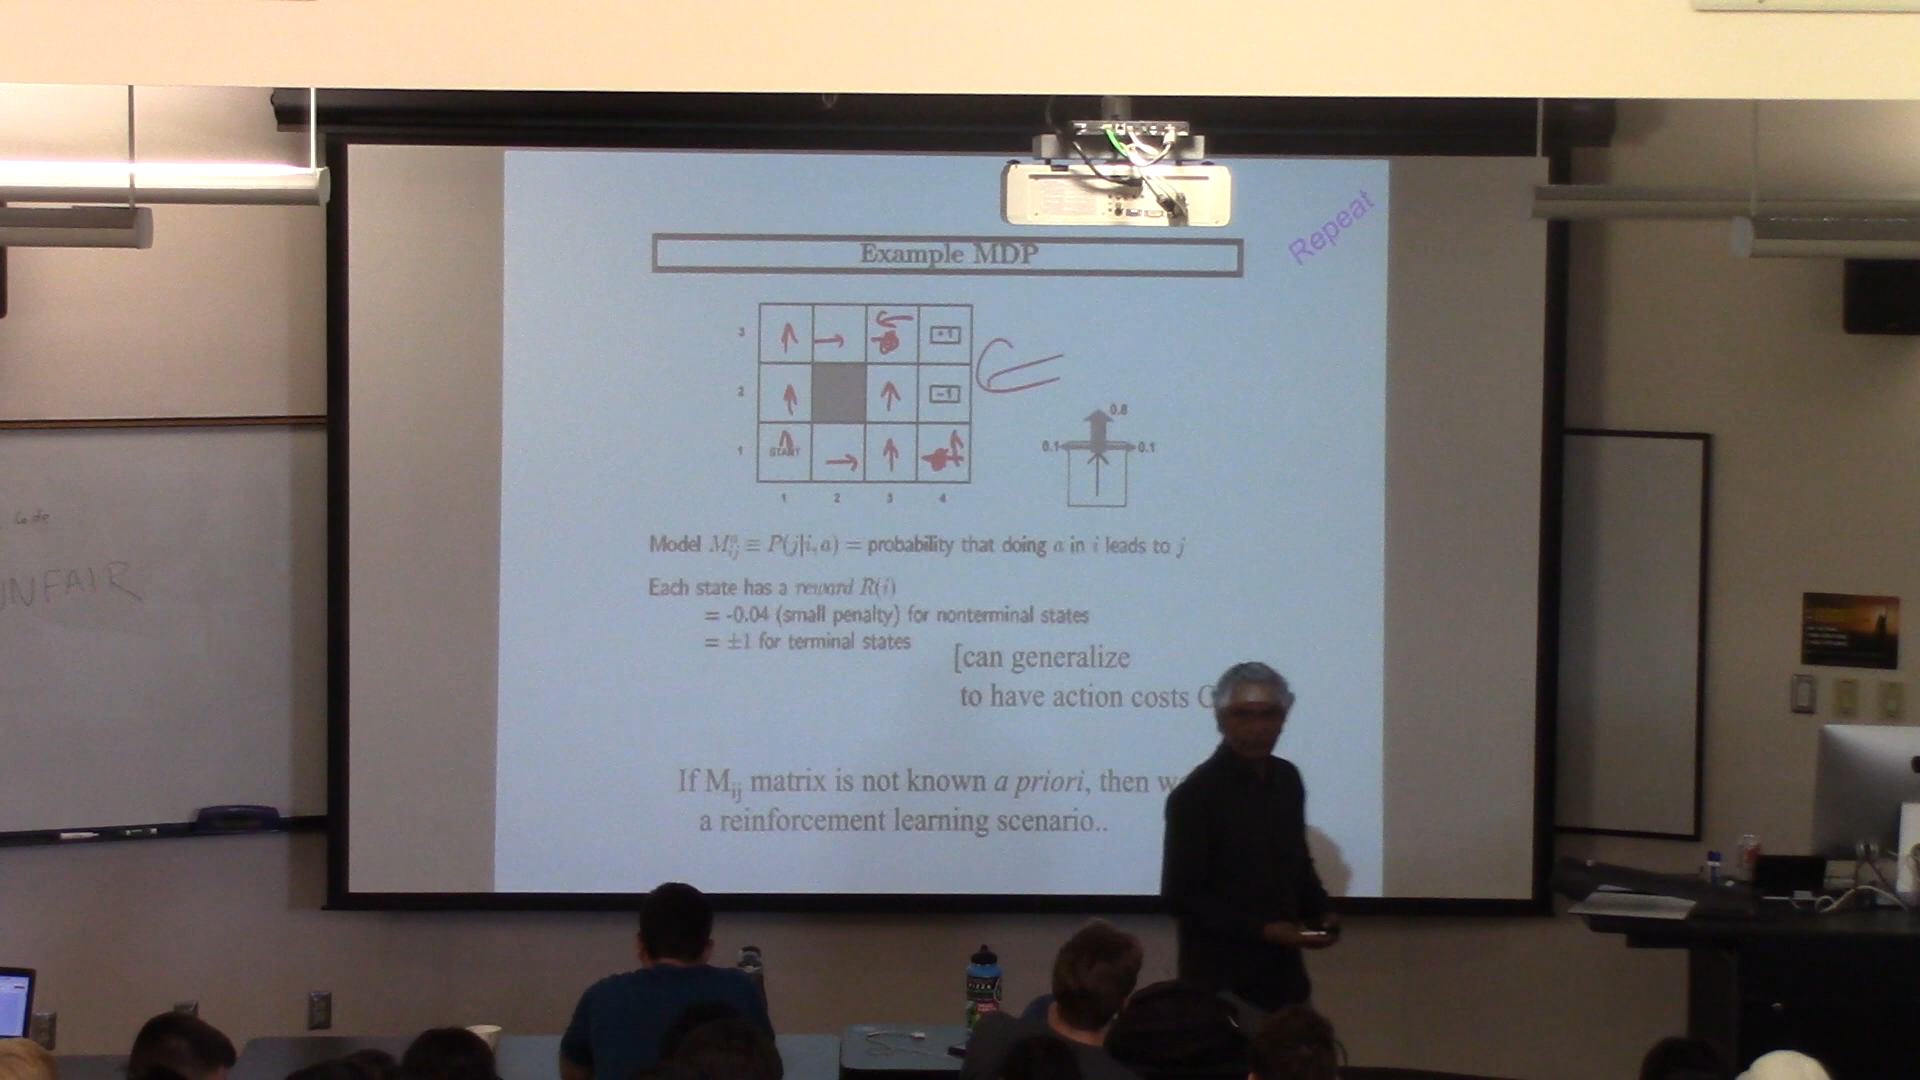 Repeat
Example MDP
3
+1
2
-1
0.8
0.1
0.1
1
START
1 2 3 4
Model M^a_ij ≡ P(j|i, a) = probability that doing a in i leads to j
Each state has a reward R(i)
= -0.04 (small penalty) for nonterminal states
= ±1 for terminal states
[can generalize
to have action costs C
If M_ij matrix is not known a priori, then we
a reinforcement learning scenario..
Code
UNFAIR
PIZZA